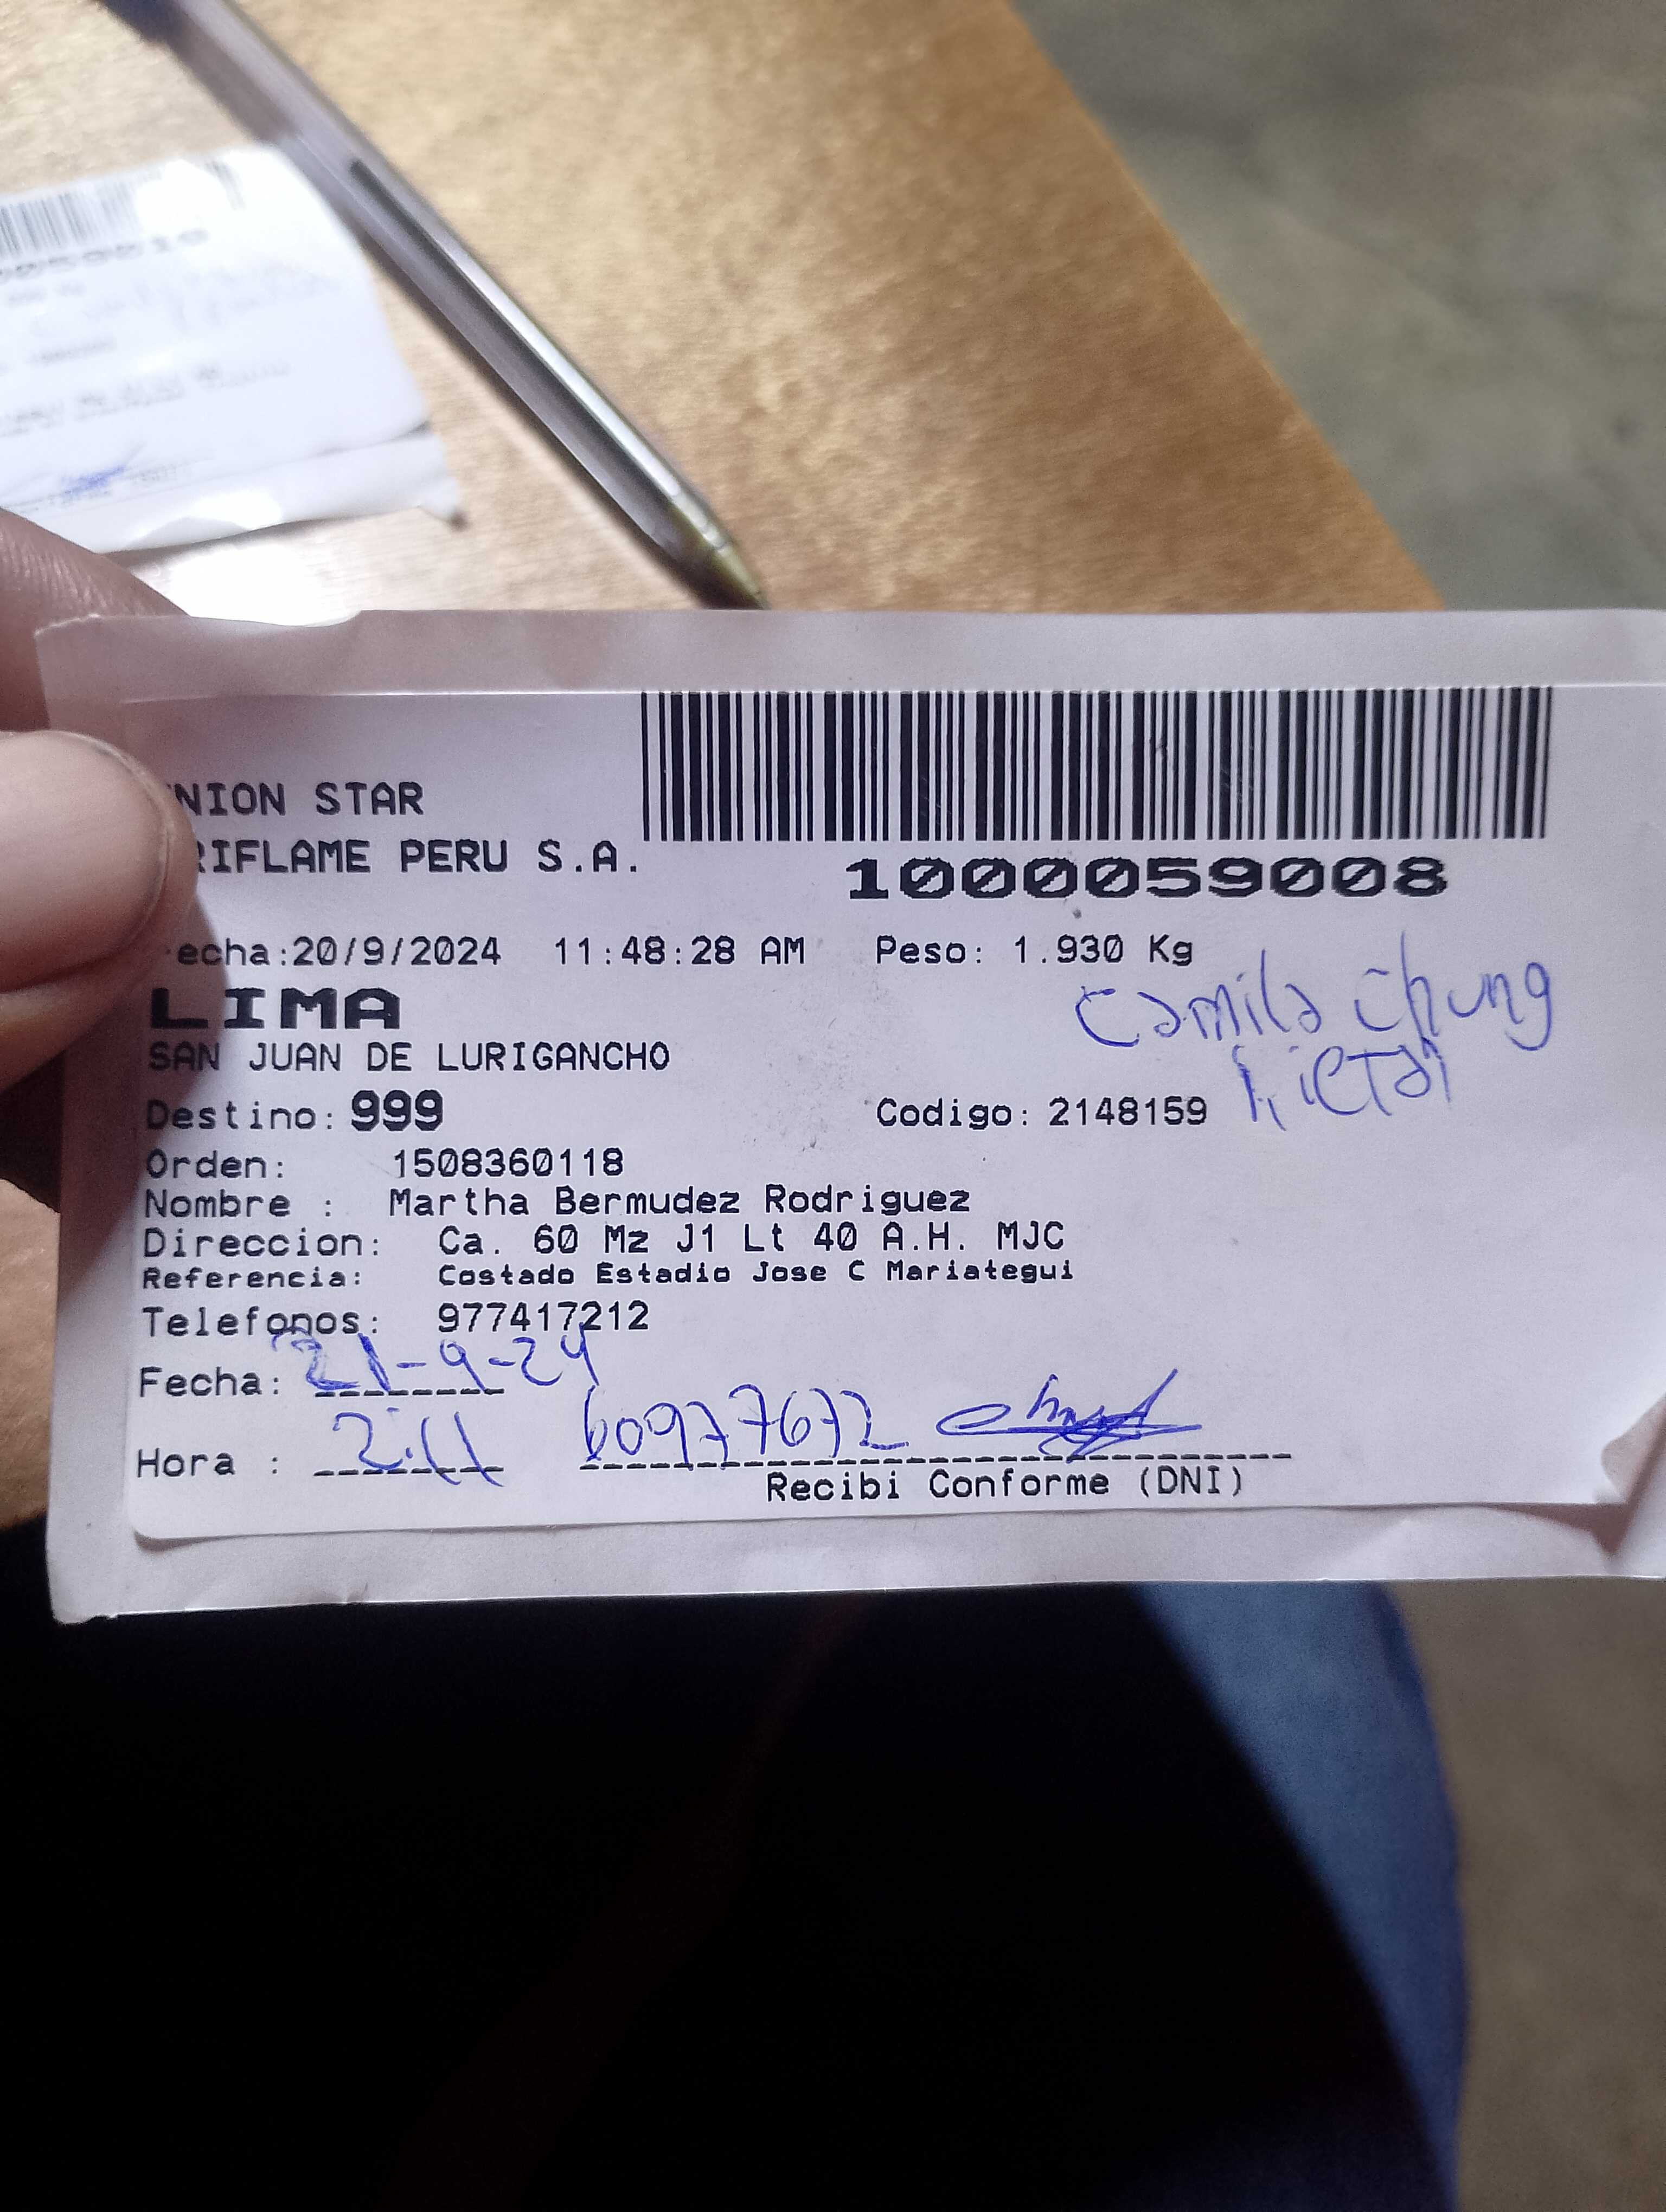 NION STAR
RIFLAME PERU S.A.
1000059008
echa:20/9/2024 11:48:28 AM Peso: 1.930 Kg
LIMA
Camila Chung
SAN JUAN DE LURIGANCHO
Destino: 999 Codigo: 2148159
Orden: 1508360118
Nombre : Martha Bermudez Rodriguez
Direccion: Ca. 60 Mz J1 Lt 40 A.H. MJC
Referencia: Costado Estadio Jose C Mariategui
Telefonos: 977417212
Fecha: 21-9-24
Hora : 2:11 60977672
Recibi Conforme (DNI)